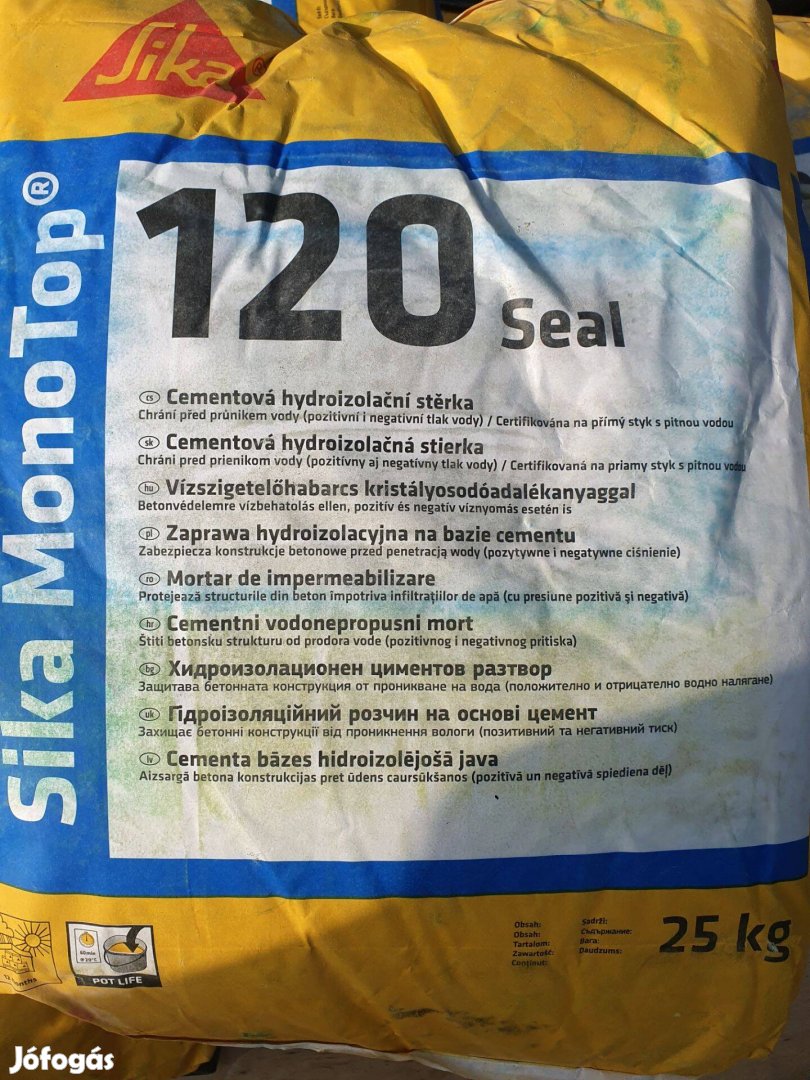 Sika®
Sika MonoTop®
120 Seal
cs Cementová hydroizolační stěrka
Chrání před průnikem vody (pozitivní i negativní tlak vody) / Certifikována na přímý styk s pitnou vodou
sk Cementová hydroizolačná stierka
Chráni pred prienikom vody (pozitívny aj negatívny tlak vody) / Certifikovaná na priamy styk s pitnou vodou
hu Vízszigetelőhabarcs kristályosodóadalékanyaggal
Betonvédelemre vízbehatolás ellen, pozitív és negatív víznyomás esetén is
pl Zaprawa hydroizolacyjna na bazie cementu
Zabezpiecza konstrukcje betonowe przed penetracją wody (pozytywne i negatywne ciśnienie)
ro Mortar de impermeabilizare
Protejează structurile din beton împotriva infiltrațiilor de apă (cu presiune pozitivă şi negativă)
hr Cementni vodonepropusni mort
Štiti betonsku strukturu od prodora vode (pozitivnog i negativnog pritiska)
bg Хидроизолационен циментов разтвор
Защитава бетонната конструкция от проникване на вода (положително и отрицателно водно налягане)
uk Гідроізоляційний розчин на основі цемент
Захищає бетонні конструкції від проникнення вологи (позитивний та негативний тиск)
lv Cementa bāzes hidroizolējošā java
Aizsargā betona konstrukcijas pret ūdens caursūkšanos (pozitīvā un negatīvā spiediena dēļ)
60min
20°C
POT LIFE
Obsah:
Obsah:
Tartalom:
Zawartość:
Conţinut:
Sadrži:
Съдържание:
Вага:
Daudzums:
25 kg
Jófogás